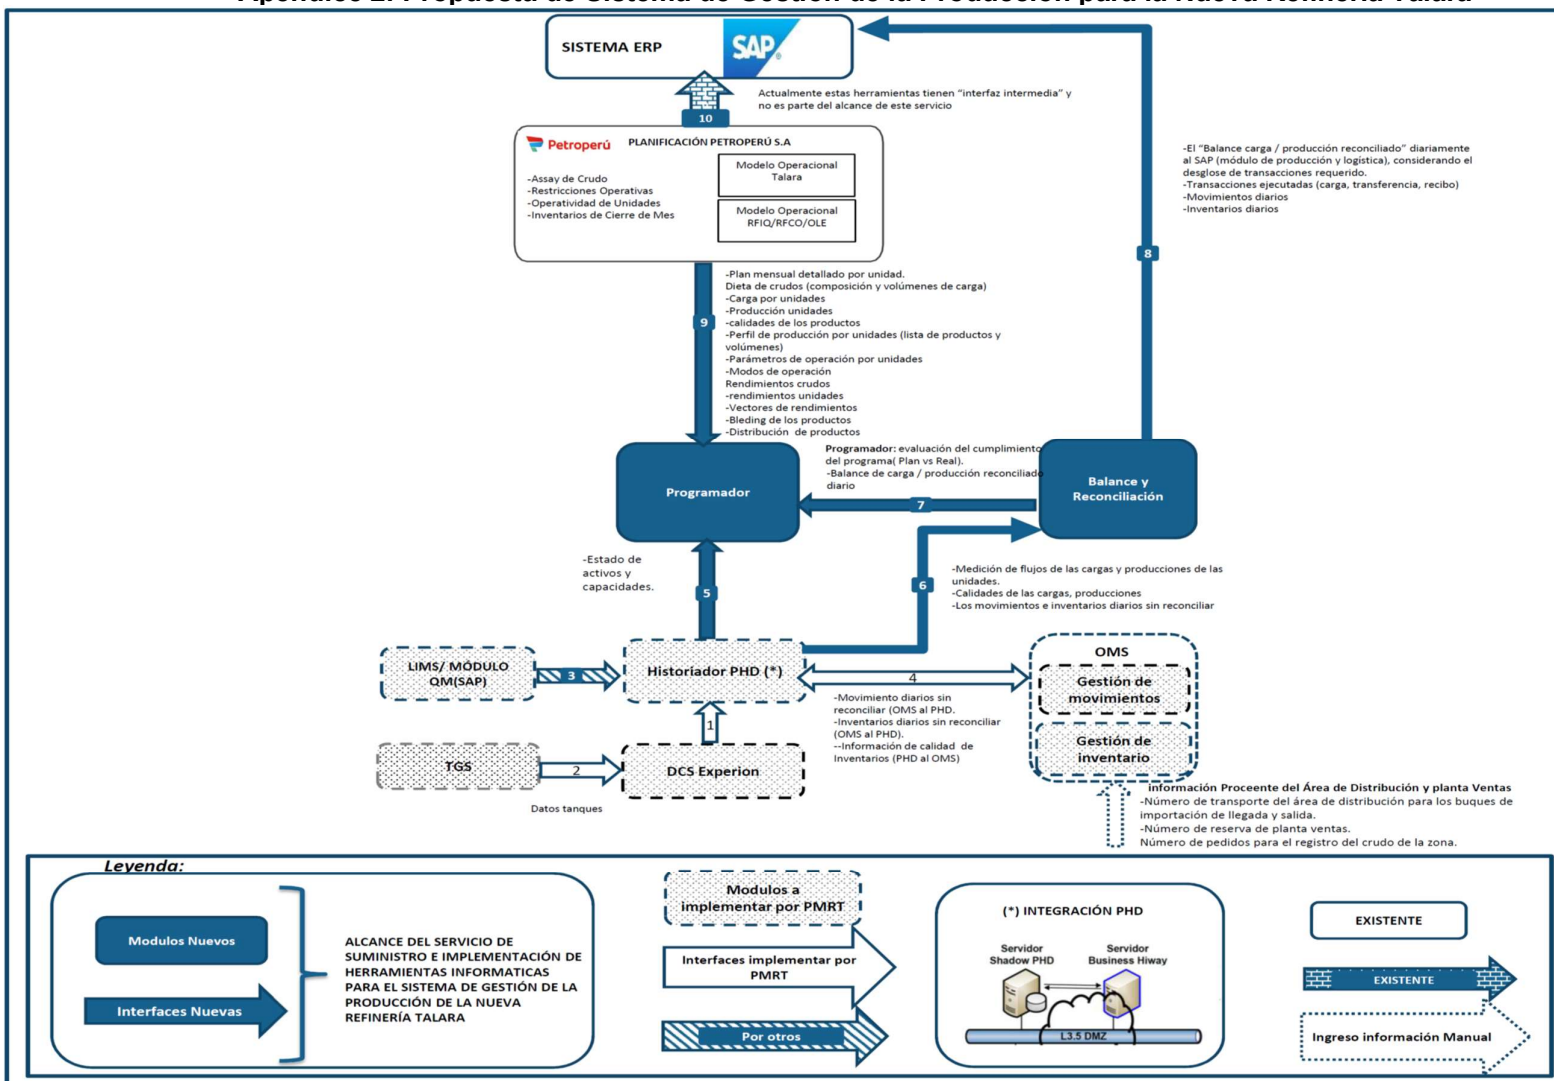 Apéndice 2: Propuesta de Sistema de Gestión de la Producción para la Nueva Refinería Talara
SISTEMA ERP
SAP®
Actualmente estas herramientas tienen “interfaz intermedia” y
no es parte del alcance de este servicio
10
Petroperú
PLANIFICACIÓN PETROPERÚ S.A
-Assay de Crudo
-Restricciones Operativas
-Operatividad de Unidades
-Inventarios de Cierre de Mes
Modelo Operacional
Talara
Modelo Operacional
RFIQ/RFCO/OLE
-El “Balance carga / producción reconciliado” diariamente
al SAP (módulo de producción y logística), considerando el
desglose de transacciones requerido.
-Transacciones ejecutadas (carga, transferencia, recibo)
-Movimientos diarios
-Inventarios diarios
8
9
-Plan mensual detallado por unidad.
Dieta de crudos (composición y volúmenes de carga)
-Carga por unidades
-Producción unidades
-calidades de los productos
-Perfil de producción por unidades (lista de productos y
volúmenes)
-Parámetros de operación por unidades
-Modos de operación
Rendimientos crudos
-rendimientos unidades
-Vectores de rendimientos
-Bleding de los productos
-Distribución de productos
Programador
Programador: evaluación del cumplimiento
del programa( Plan vs Real).
-Balance de carga / producción reconciliado
diario
7
Balance y
Reconciliación
-Estado de
activos y
capacidades.
5
6
-Medición de flujos de las cargas y producciones de las
unidades.
-Calidades de las cargas, producciones
-Los movimientos e inventarios diarios sin reconciliar
LIMS/ MÓDULO
QM(SAP)
3
Historiador PHD (*)
4
-Movimiento diarios sin
reconciliar (OMS al PHD.
-Inventarios diarios sin reconciliar
(OMS al PHD).
--Información de calidad de
Inventarios (PHD al OMS)
OMS
Gestión de
movimientos
Gestión de
inventario
1
TGS
2
Datos tanques
DCS Experion
información Proceente del Área de Distribución y planta Ventas
-Número de transporte del área de distribución para los buques de
importación de llegada y salida.
-Número de reserva de planta ventas.
Número de pedidos para el registro del crudo de la zona.
Leyenda:
Modulos Nuevos
Interfaces Nuevas
ALCANCE DEL SERVICIO DE
SUMINISTRO E IMPLEMENTACIÓN DE
HERRAMIENTAS INFORMATICAS
PARA EL SISTEMA DE GESTIÓN DE LA
PRODUCCIÓN DE LA NUEVA
REFINERÍA TALARA
Modulos a
implementar por PMRT
Interfaces implementar por
PMRT
Por otros
(*) INTEGRACIÓN PHD
Servidor
Shadow PHD
Servidor
Business Hiway
L3.5 DMZ
EXISTENTE
EXISTENTE
Ingreso información Manual